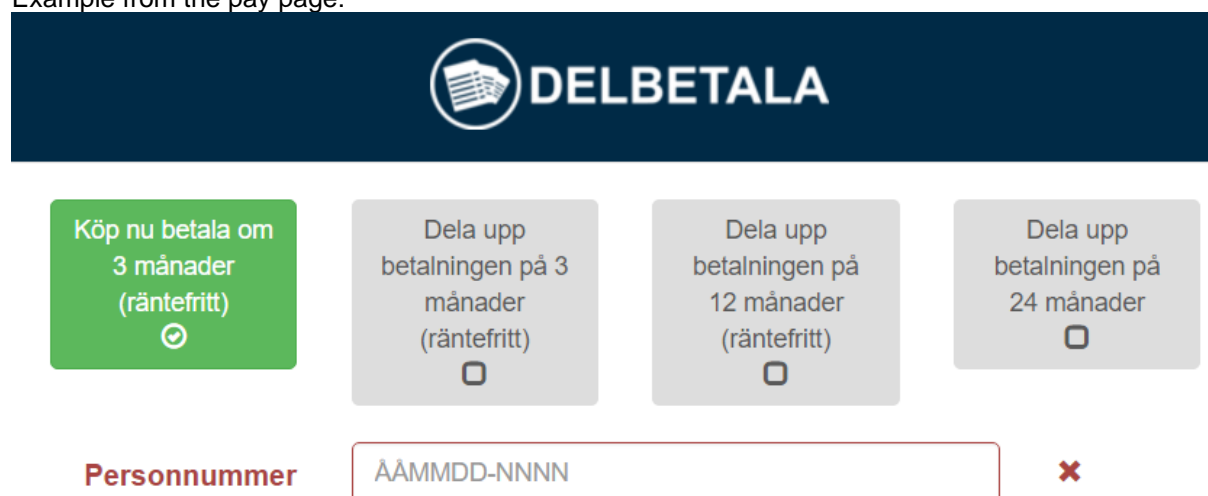 Example from the pay page:
DELBETALA
Köp nu betala om
3 månader
(räntefritt)
Dela upp
betalningen på 3
månader
(räntefritt)
Dela upp
betalningen på
12 månader
(räntefritt)
Dela upp
betalningen på
24 månader
Personnummer
ÅÅMMDD-NNNN